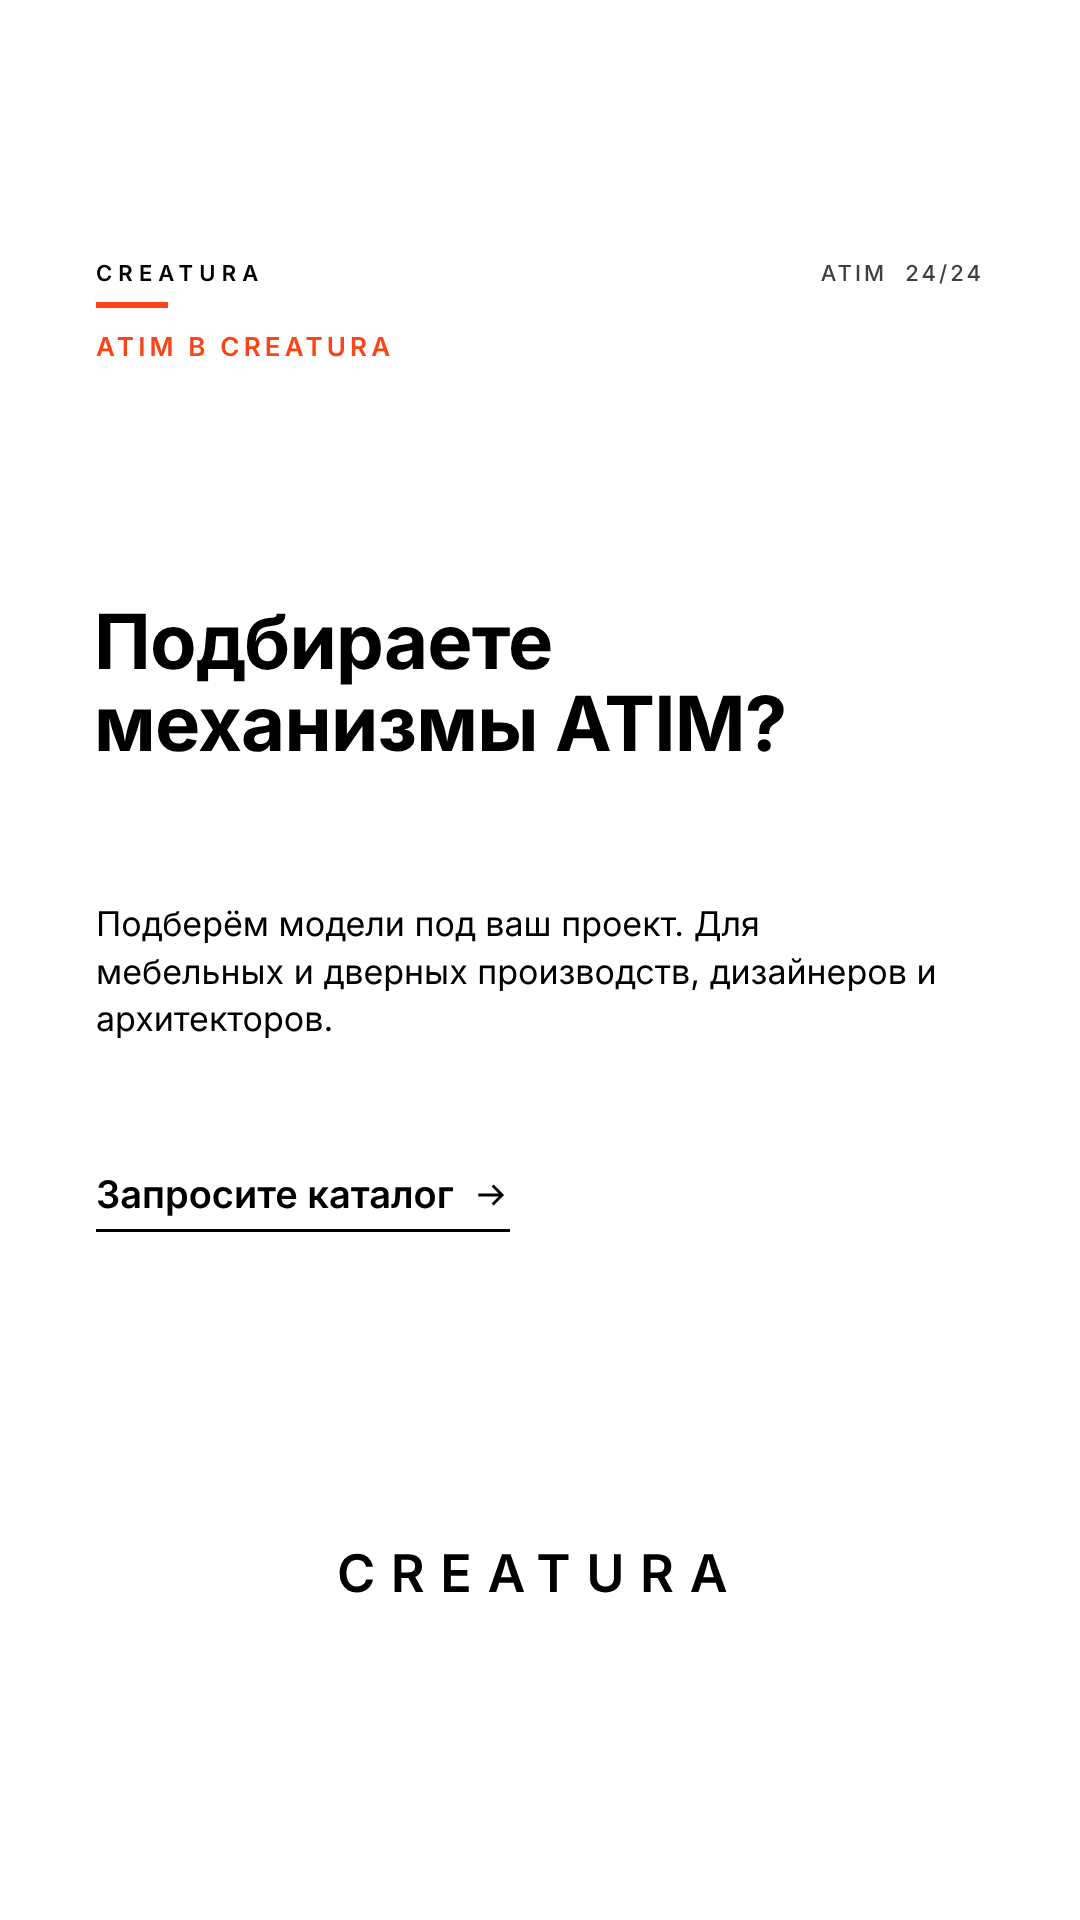 CREATURA
ATIM 24/24
ATIM В CREATURA
Подбираете
механизмы ATIM?
Подберём модели под ваш проект. Для
мебельных и дверных производств, дизайнеров и
архитекторов.
Запросите каталог →
CREATURA